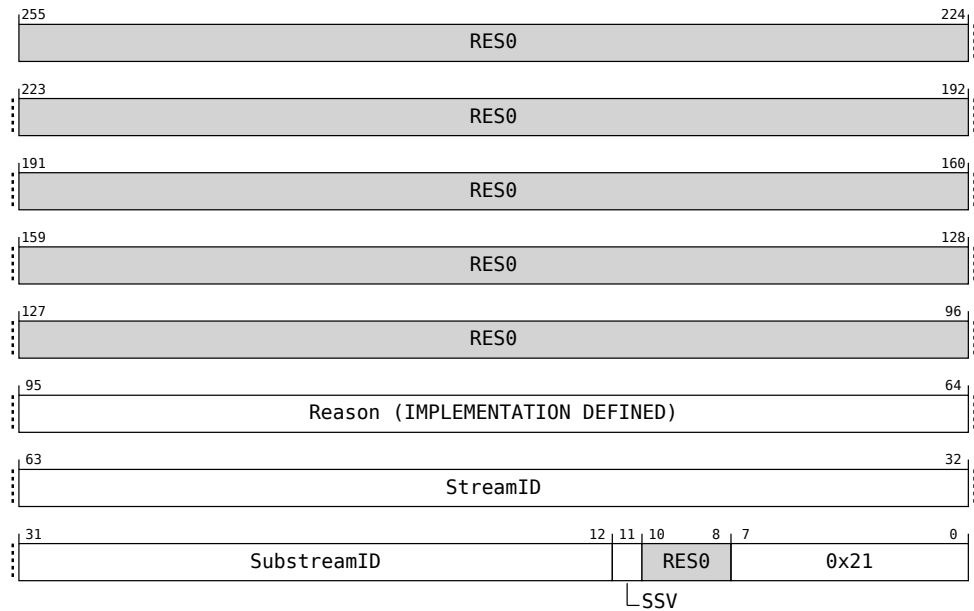 255 224
RES0
223 192
RES0
191 160
RES0
159 128
RES0
127 96
RES0
95 64
Reason (IMPLEMENTATION DEFINED)
63 32
StreamID
31 12 11 10 8 7 0
SubstreamID RES0 0x21
SSV